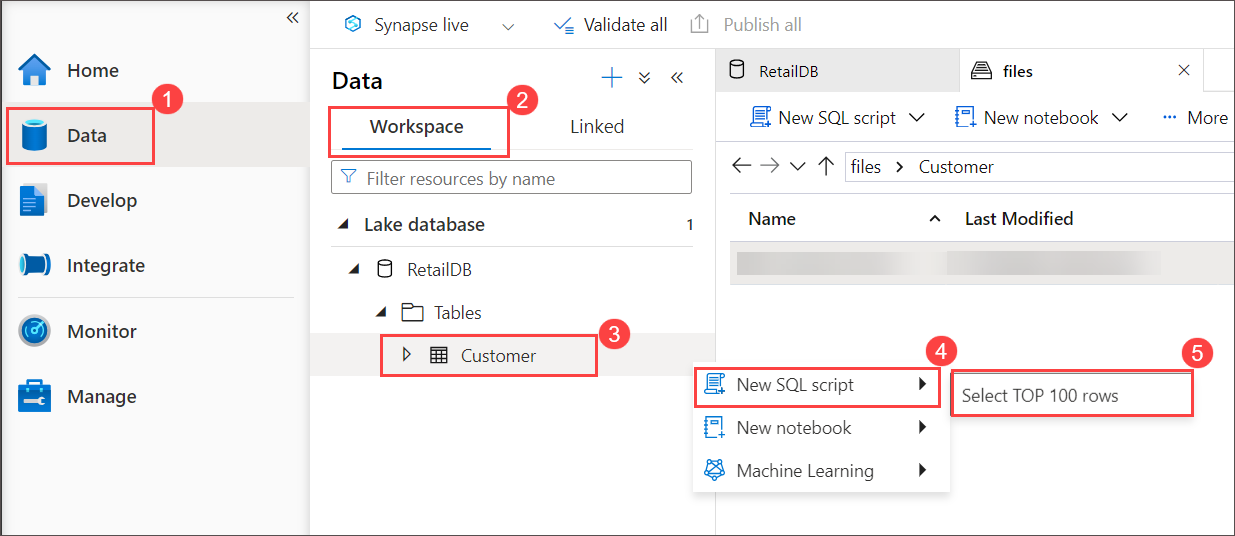 Synapse live
Validate all
Publish all
Home
1
Data
Develop
Integrate
Monitor
Manage
Data
2
Workspace
Linked
Filter resources by name
Lake database 1
RetailDB
Tables
3
Customer
RetailDB
files
New SQL script
New notebook
More
files > Customer
Name
Last Modified
4
New SQL script
New notebook
Machine Learning
5
Select TOP 100 rows